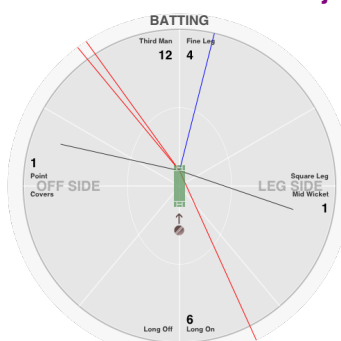 BATTING
Third Man
12
Fine Leg
4
1
Point
OFF SIDE
Covers
Square Leg
LEG SIDE
Mid Wicket
1
6
Long Off
Long On